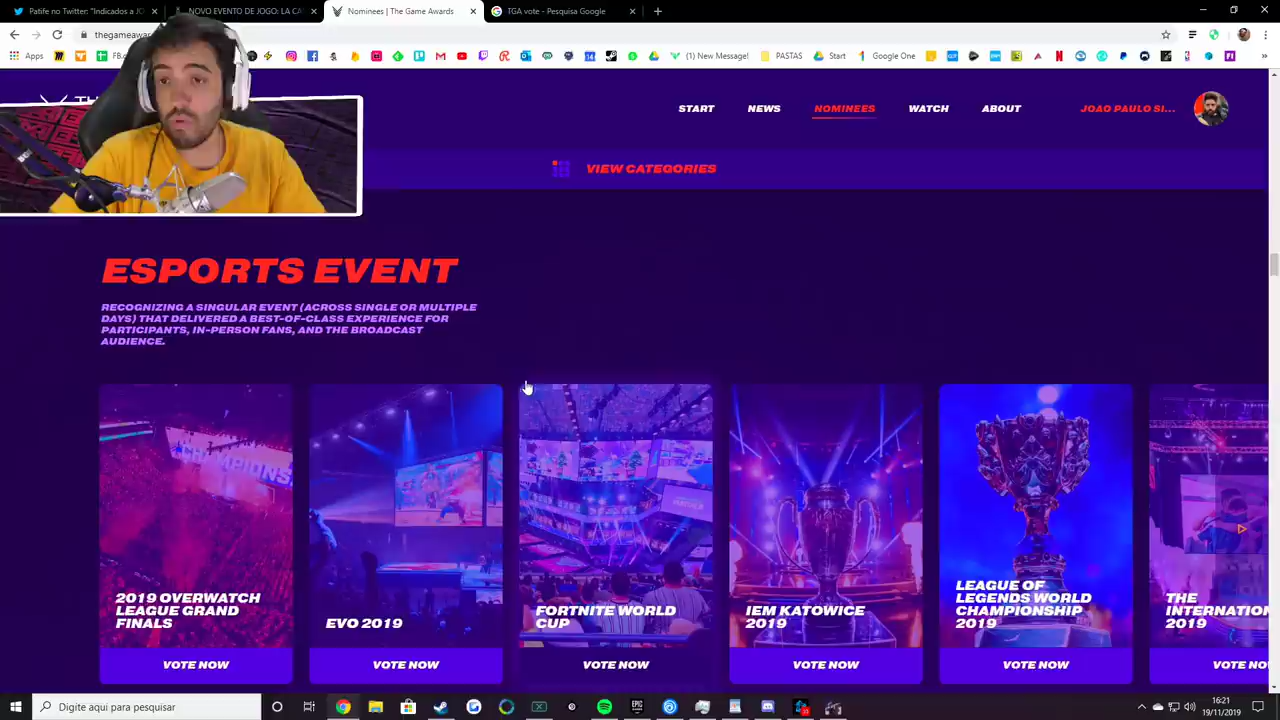 Patife no Twitter: "Indicados a JO
NOVO EVENTO DE JOGO: LA CA
Nominees | The Game Awards
TGA vote - Pesquisa Google
thegameawar
Apps
FB.
(11) New Message!
PASTAS
Start
Google One
TH
START
NEWS
NOMINEES
WATCH
ABOUT
JOAO PAULO SI...
VIEW CATEGORIES
ESPORTS EVENT
RECOGNIZING A SINGULAR EVENT (ACROSS SINGLE OR MULTIPLE
DAYS) THAT DELIVERED A BEST-OF-CLASS EXPERIENCE FOR
PARTICIPANTS, IN-PERSON FANS, AND THE BROADCAST
AUDIENCE.
CHAMPIONS
2019 OVERWATCH
LEAGUE GRAND
FINALS
VOTE NOW
EVO 2019
VOTE NOW
FORTNITE WORLD
CUP
VOTE NOW
IEM KATOWICE
2019
VOTE NOW
LEAGUE OF
LEGENDS WORLD
CHAMPIONSHIP
2019
VOTE NOW
THE
INTERNATION
2019
VOTE NO
Digite aqui para pesquisar
16:21
19/11/2019